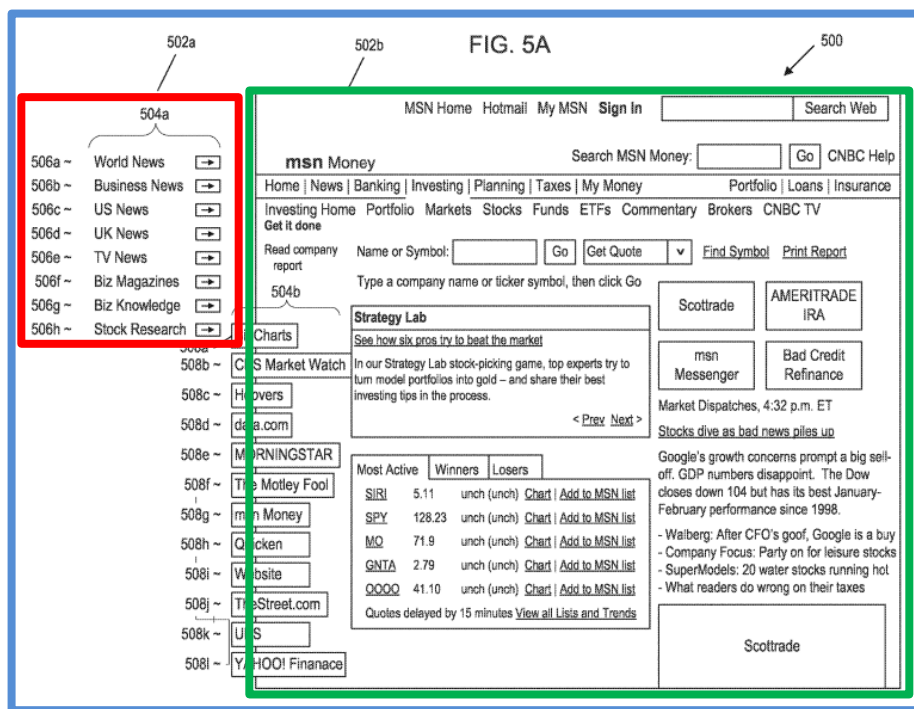 502a
502b
FIG. 5A
500
504a
506a ~ World News
506b ~ Business News
506c ~ US News
506d ~ UK News
506e ~ TV News
506f ~ Biz Magazines
506g ~ Biz Knowledge
506h ~ Stock Research
MSN Home Hotmail My MSN Sign In Search Web
msn Money
Search MSN Money: Go CNBC Help
Home | News | Banking | Investing | Planning | Taxes | My Money Portfolio | Loans | Insurance
Investing Home Portfolio Markets Stocks Funds ETFs Commentary Brokers CNBC TV
Get it done
Read company
report
Name or Symbol: Go Get Quote v Find Symbol Print Report
Type a company name or ticker symbol, then click Go
504b
Charts
508b ~ CBS Market Watch
508c ~ Hoovers
508d ~ data.com
508e ~ MORNINGSTAR
508f ~ The Motley Fool
508g ~ msn Money
508h ~ Quicken
508i ~ Website
508j ~ TheStreet.com
508k ~ UBS
508l ~ YAHOO! Finanace
Strategy Lab
See how six pros try to beat the market
In our Strategy Lab stock-picking game, top experts try to
turn model portfolios into gold – and share their best
investing tips in the process.
< Prev Next >
Most Active Winners Losers
SIRI 5.11 unch (unch) Chart | Add to MSN list
SPY 128.23 unch (unch) Chart | Add to MSN list
MO 71.9 unch (unch) Chart | Add to MSN list
GNTA 2.79 unch (unch) Chart | Add to MSN list
OOOO 41.10 unch (unch) Chart | Add to MSN list
Quotes delayed by 15 minutes View all Lists and Trends
Scottrade
AMERITRADE
IRA
msn
Messenger
Bad Credit
Refinance
Market Dispatches, 4:32 p.m. ET
Stocks dive as bad news piles up
Google's growth concerns prompt a big sell-
off. GDP numbers disappoint. The Dow
closes down 104 but has its best January-
February performance since 1998.
- Walberg: After CFO's goof, Google is a buy
- Company Focus: Party on for leisure stocks
- SuperModels: 20 water stocks running hot
- What readers do wrong on their taxes
Scottrade